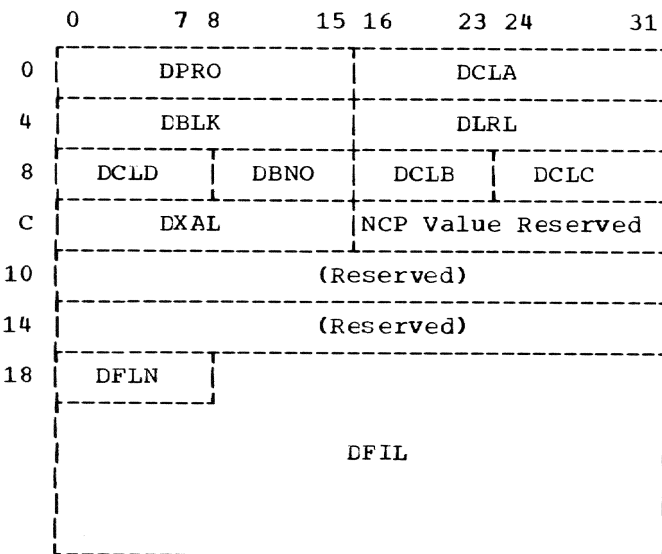 0 7 8 15 16 23 24 31
0 DPRO DCLA
4 DBLK DLRL
8 DCLD DBNO DCLB DCLC
C DXAL NCP Value Reserved
10 (Reserved)
14 (Reserved)
18 DFLN
DFIL